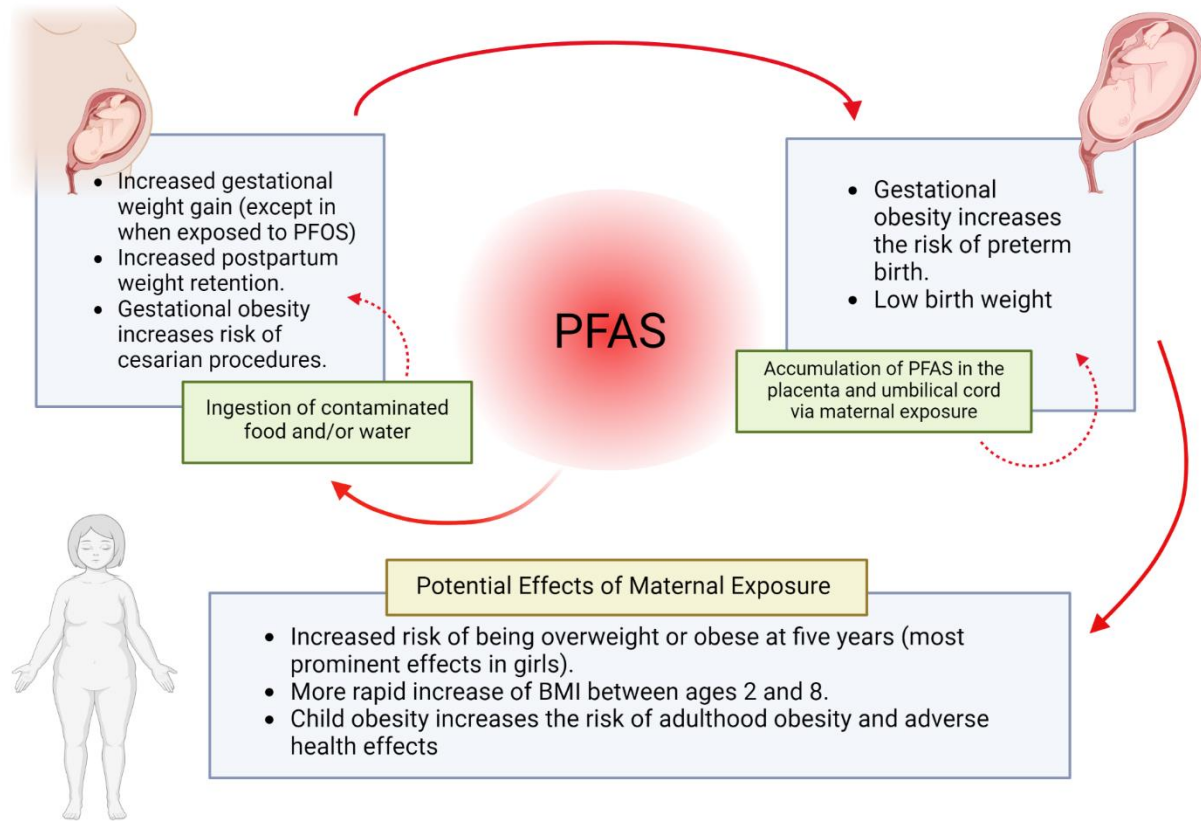 • Increased gestational
weight gain (except in
when exposed to PFOS)
• Increased postpartum
weight retention.
• Gestational obesity
increases risk of
cesarian procedures.
Ingestion of contaminated
food and/or water
PFAS
• Gestational
obesity increases
the risk of preterm
birth.
• Low birth weight
Accumulation of PFAS in the
placenta and umbilical cord
via maternal exposure
Potential Effects of Maternal Exposure
• Increased risk of being overweight or obese at five years (most
prominent effects in girls).
• More rapid increase of BMI between ages 2 and 8.
• Child obesity increases the risk of adulthood obesity and adverse
health effects